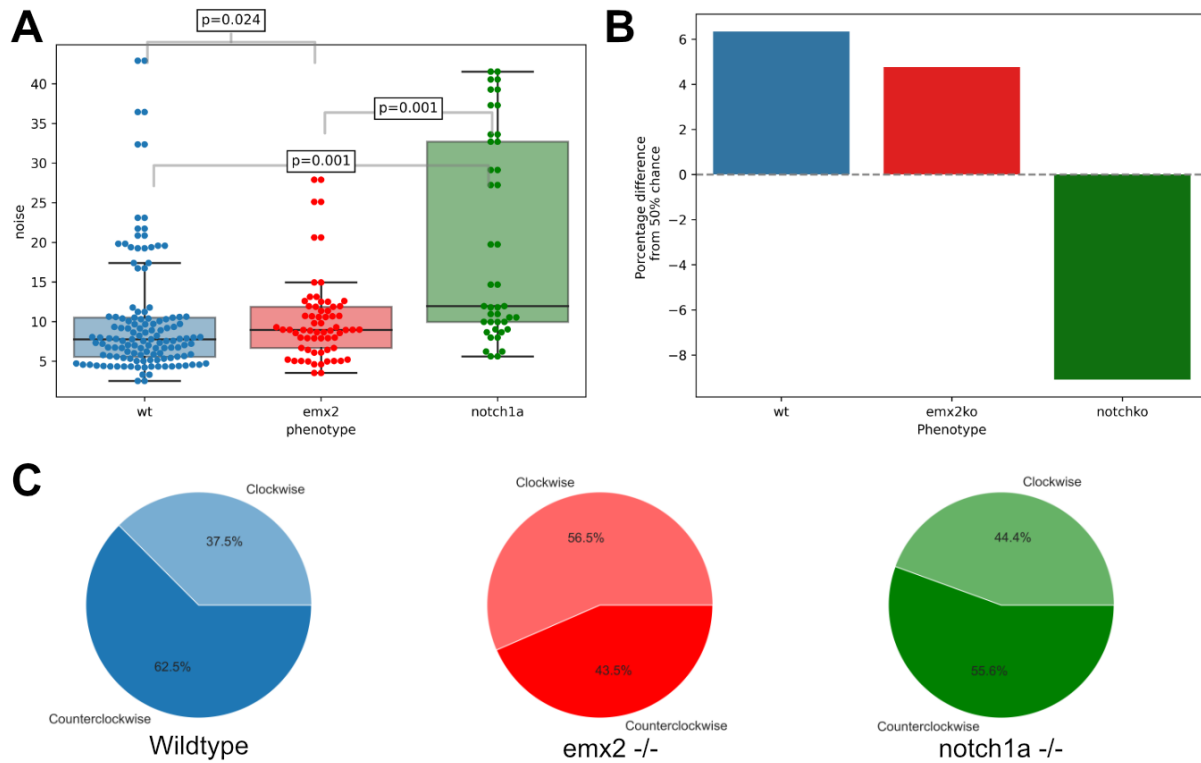 A
p=0.024
p=0.001
p=0.001
noise
40
35
30
25
20
15
10
5
wt
emx2
notch1a
phenotype
B
Porcentage difference
from 50% chance
6
4
2
0
−2
−4
−6
−8
wt
emx2ko
notchko
Phenotype
C
Clockwise
37.5%
62.5%
Counterclockwise
Wildtype
Clockwise
56.5%
43.5%
Counterclockwise
emx2 -/-
Clockwise
44.4%
55.6%
Counterclockwise
notch1a -/-